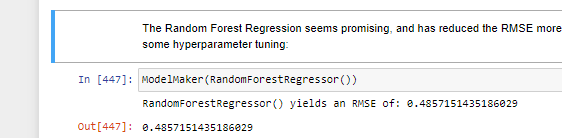 The Random Forest Regression seems promising, and has reduced the RMSE more
some hyperparameter tuning:
In [447]: ModelMaker(RandomForestRegressor())
RandomForestRegressor() yields an RMSE of: 0.4857151435186029
Out[447]: 0.4857151435186029